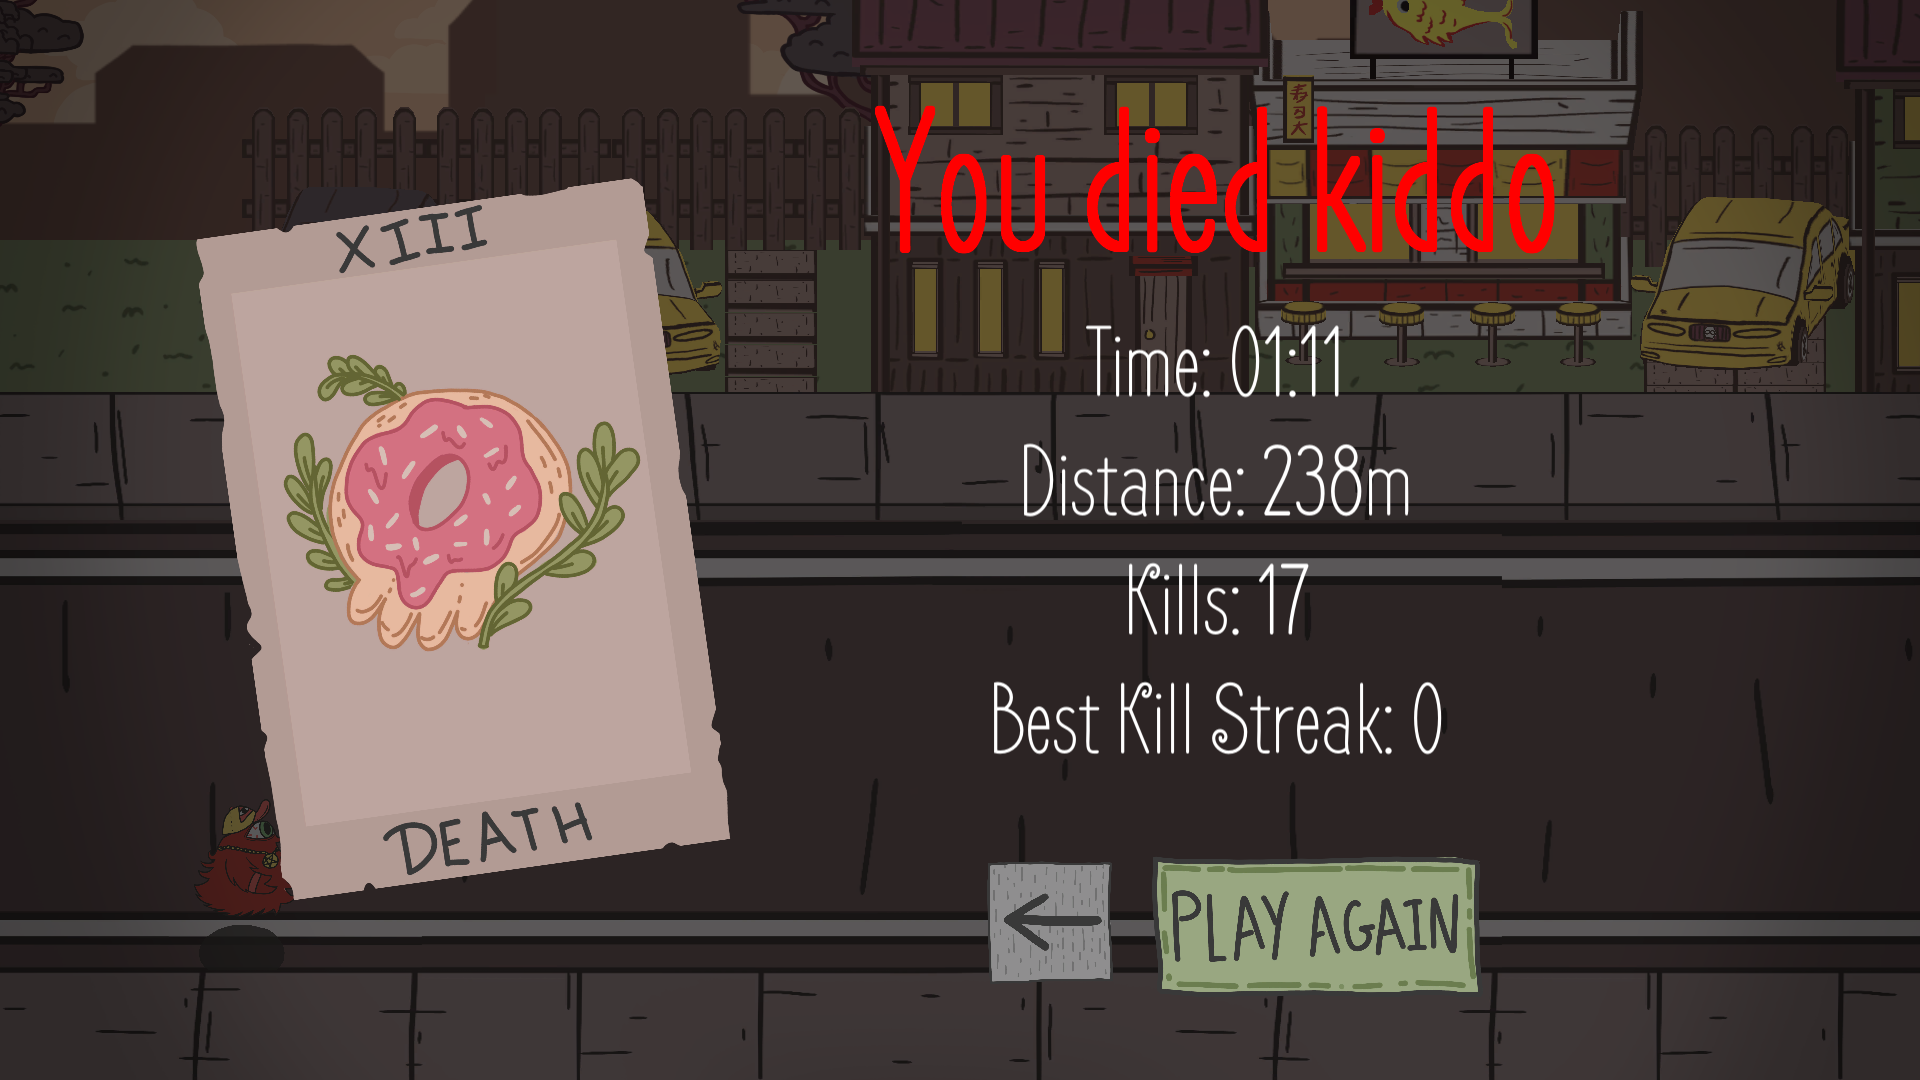 XIII
DEATH
You died kiddo
Time: 01:11
Distance: 238m
Kills: 17
Best Kill Streak: 0
PLAY AGAIN